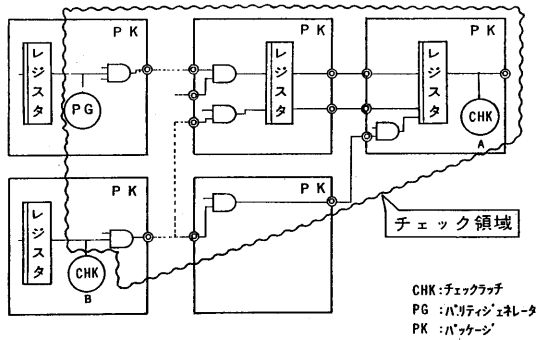 PK
レジスタ
PG
PK
レジスタ
PK
レジスタ
CHK
A
PK
レジスタ
CHK
B
PK
チェック領域
CHK:チェックラッチ
PG :パリティジェネレータ
PK :パッケージ